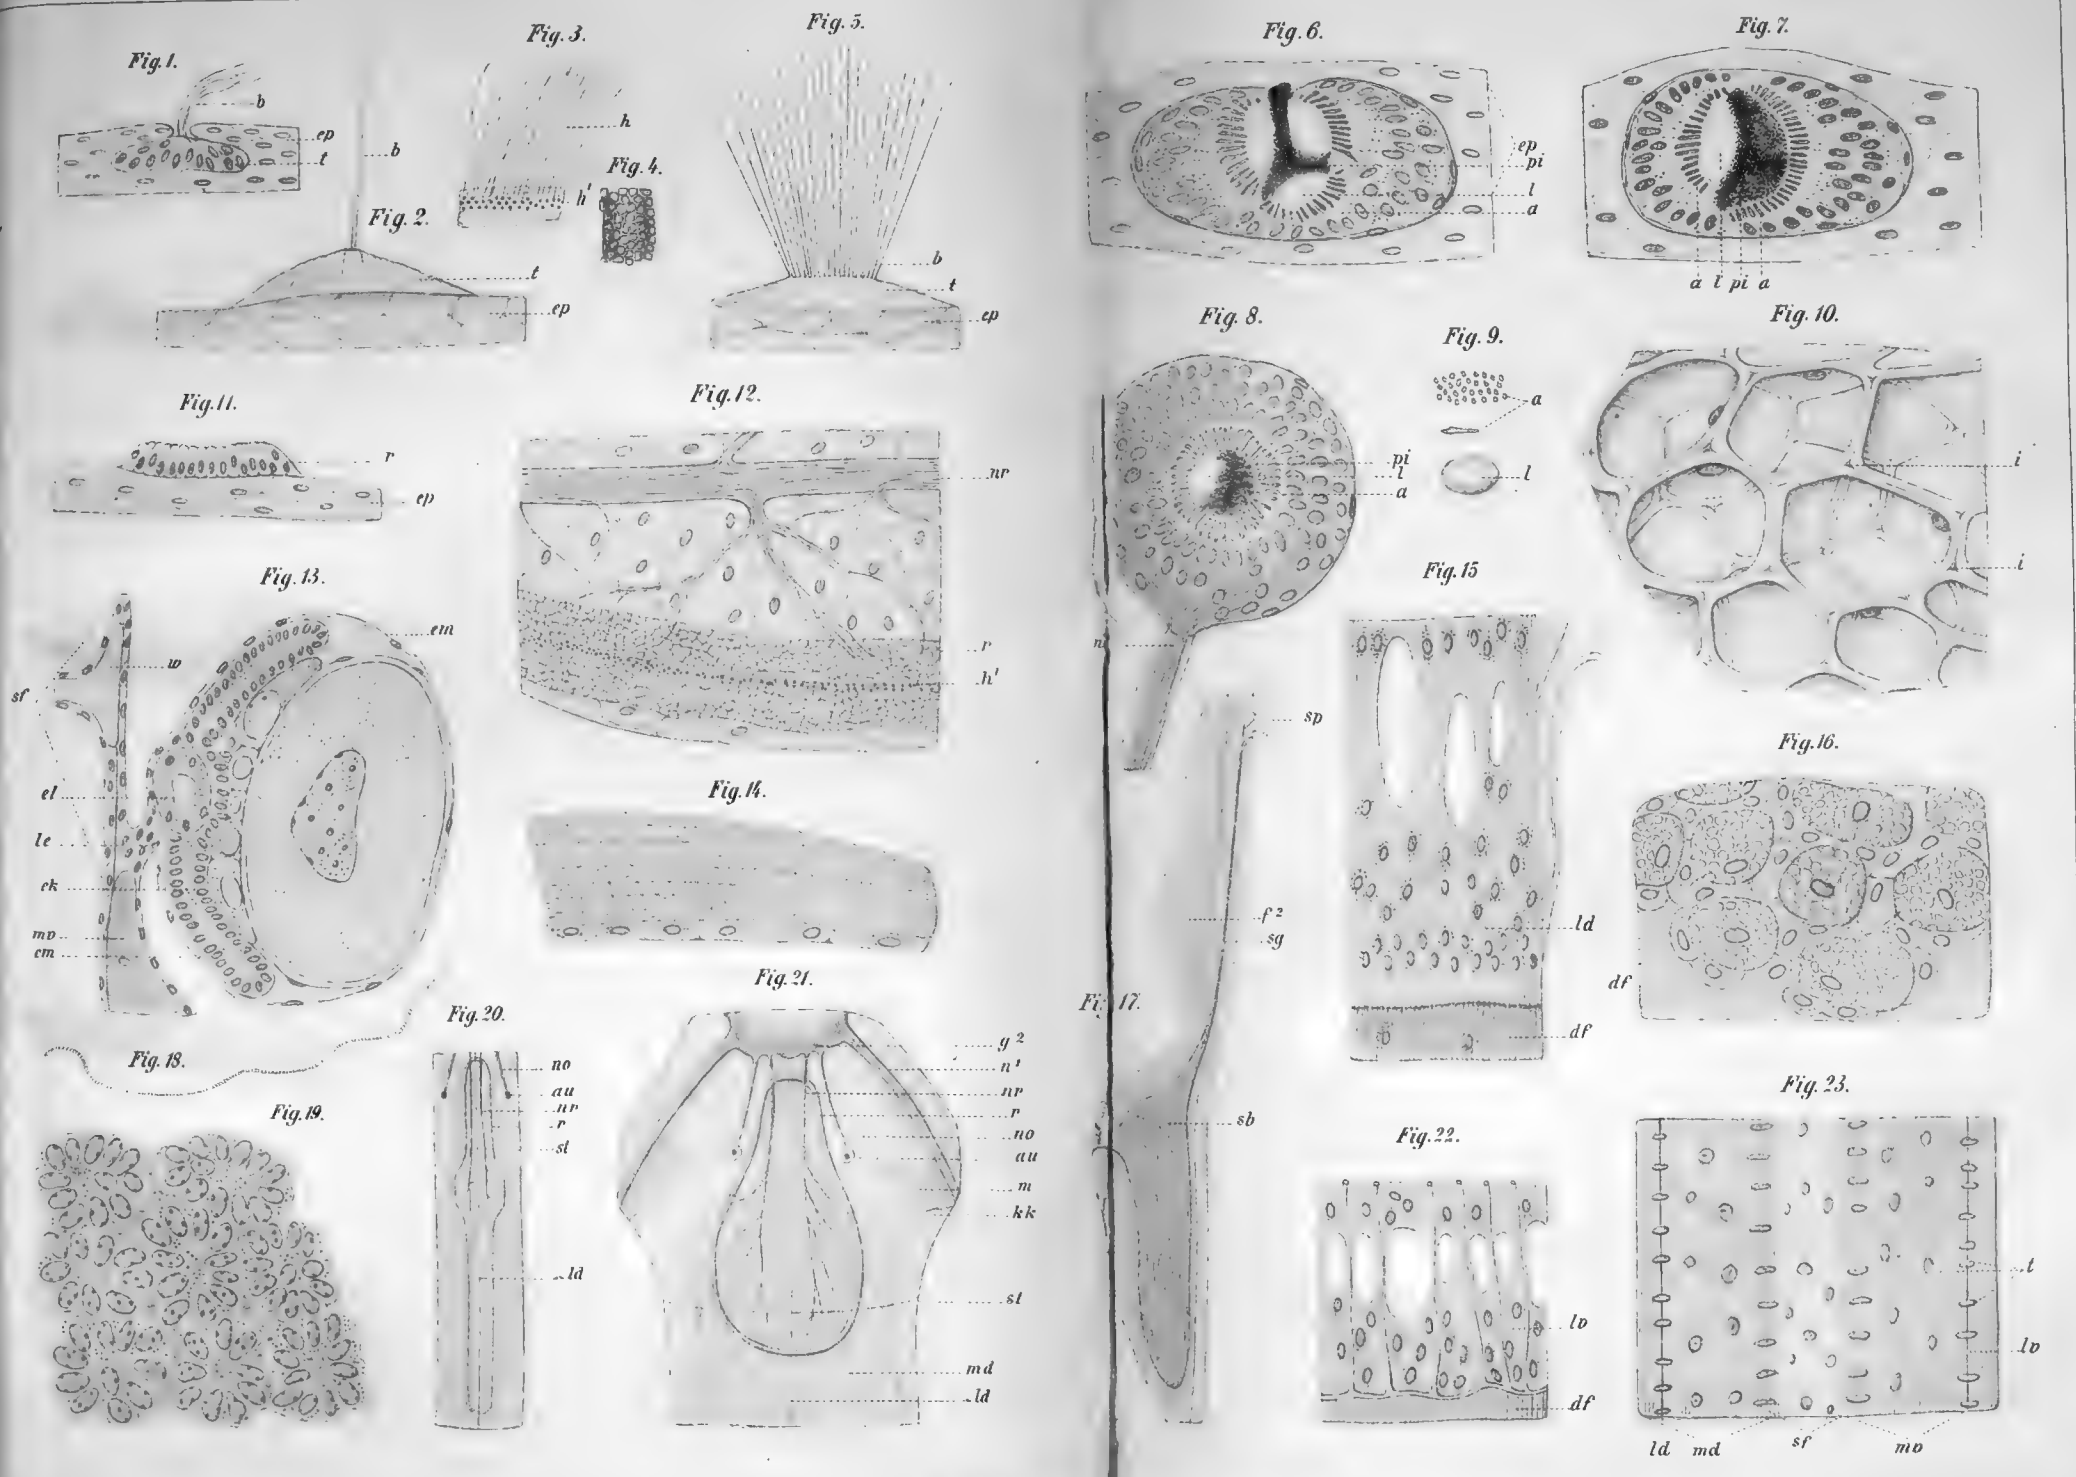 Fig. 1.
b
ep
t
Fig. 2.
b
t
ep
Fig. 3.
h
h'
Fig. 4.
Fig. 5.
b
t
ep
Fig. 6.
ep
pi
l
a
Fig. 7.
a l pi a
Fig. 8.
pi
l
a
Fig. 9.
a
l
Fig. 10.
i
i
Fig. 11.
r
ep
Fig. 12.
nr
r
h'
Fig. 13.
em
w
sf
el
le
ek
mv
em
Fig. 14.
Fig. 15
ld
df
Fig. 16.
df
Fig. 17.
sp
f2
sg
sb
Fig. 18.
Fig. 19.
Fig. 20.
no
au
nr
r
st
ld
Fig. 21.
g2
n1
nr
r
no
au
m
kk
st
md
ld
Fig. 22.
lv
df
Fig. 23.
t
lv
ld md sf mv